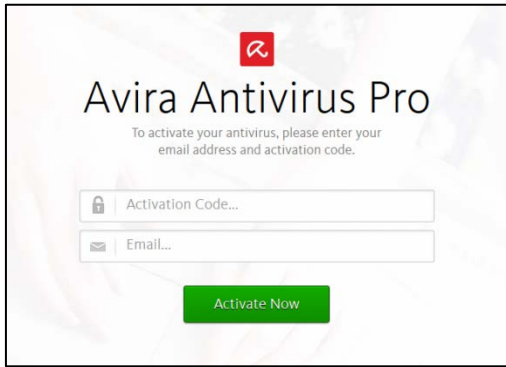 Avira Antivirus Pro
To activate your antivirus, please enter your
email address and activation code.
Activation Code...
Email...
Activate Now